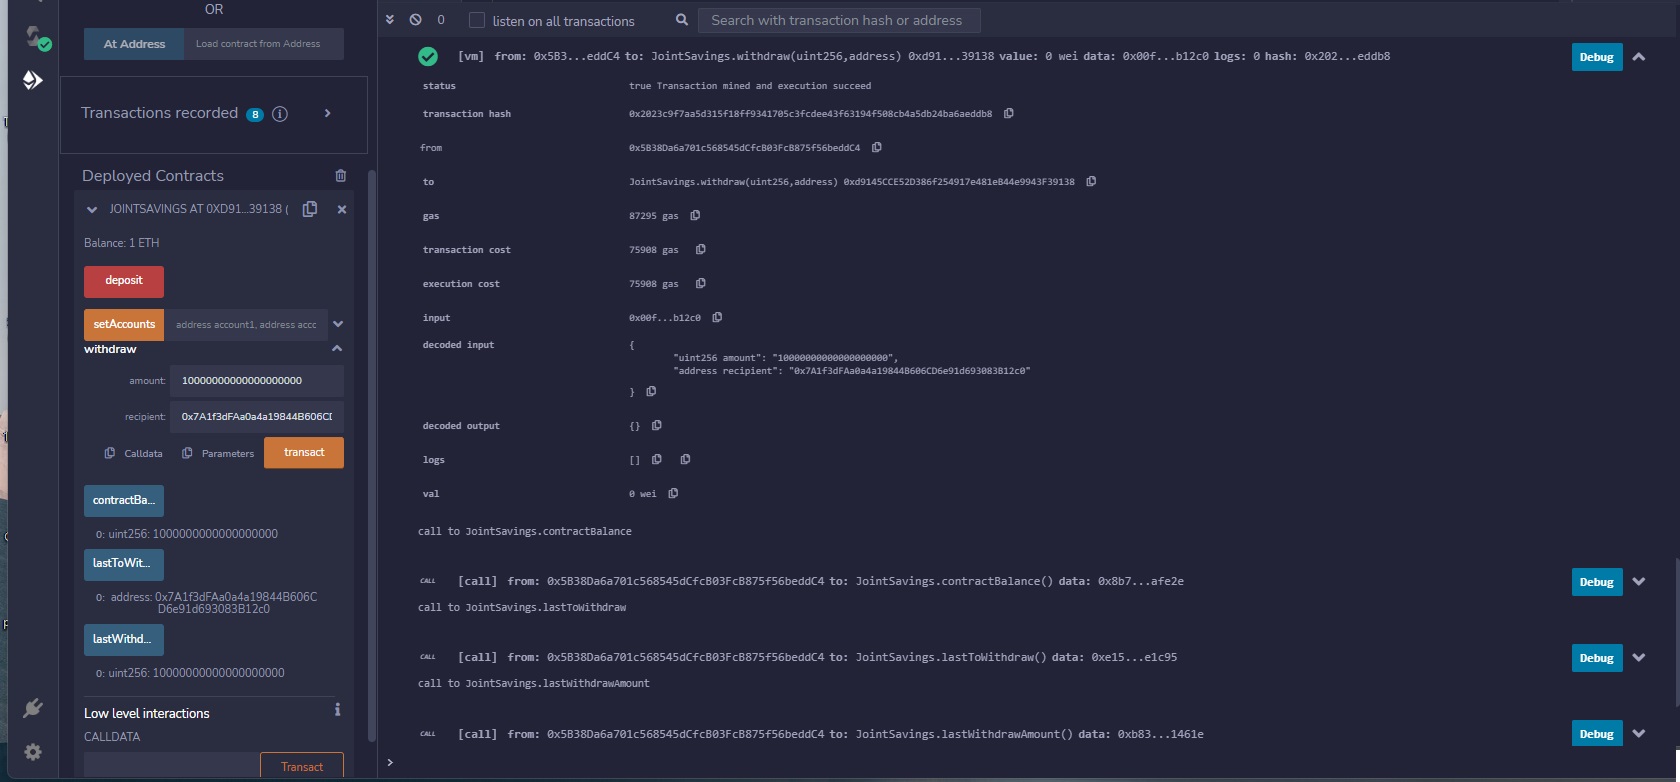 OR
At Address
Load contract from Address
Transactions recorded 8 i
Deployed Contracts
JOINTSAVINGS AT 0XD91...39138 (
Balance: 1 ETH
deposit
setAccounts
address account1, address accc
withdraw
amount:
10000000000000000000
recipient:
0x7A1f3dFAa0a4a19844B606CD
Calldata
Parameters
transact
contractBa...
0: uint256: 1000000000000000000
lastToWit...
0: address: 0x7A1f3dFAa0a4a19844B606C
D6e91d693083B12c0
lastWithd...
0: uint256: 10000000000000000000
Low level interactions
CALLDATA
Transact
0
listen on all transactions
Search with transaction hash or address
[vm] from: 0x5B3...eddC4 to: JointSavings.withdraw(uint256,address) 0xd91...39138 value: 0 wei data: 0x00f...b12c0 logs: 0 hash: 0x202...eddb8
Debug
status true Transaction mined and execution succeed
transaction hash 0x2023c9f7aa5d315f18ff9341705c3fcdee43f63194f508cb4a5db24ba6aeddb8
from 0x5B38Da6a701c568545dCfcB03FcB875f56beddC4
to JointSavings.withdraw(uint256,address) 0xd9145CCE52D386f254917e481eB44e9943F39138
gas 87295 gas
transaction cost 75908 gas
execution cost 75908 gas
input 0x00f...b12c0
decoded input {
"uint256 amount": "10000000000000000000",
"address recipient": "0x7A1f3dFAa0a4a19844B606CD6e91d693083B12c0"
}
decoded output {}
logs []
val 0 wei
call to JointSavings.contractBalance
CALL [call] from: 0x5B38Da6a701c568545dCfcB03FcB875f56beddC4 to: JointSavings.contractBalance() data: 0x8b7...afe2e
Debug
call to JointSavings.lastToWithdraw
CALL [call] from: 0x5B38Da6a701c568545dCfcB03FcB875f56beddC4 to: JointSavings.lastToWithdraw() data: 0xe15...e1c95
Debug
call to JointSavings.lastWithdrawAmount
CALL [call] from: 0x5B38Da6a701c568545dCfcB03FcB875f56beddC4 to: JointSavings.lastWithdrawAmount() data: 0xb83...1461e
Debug
>